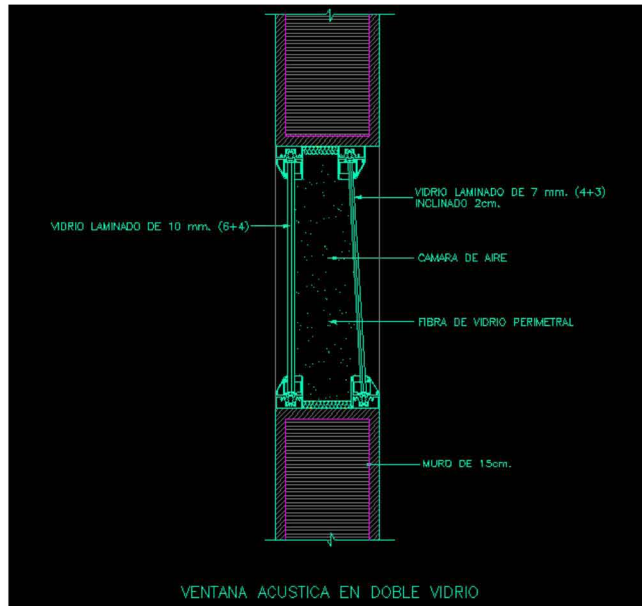 VIDRIO LAMINADO DE 7 mm. (4+3)
INCLINADO 2cm.
VIDRIO LAMINADO DE 10 mm. (6+4)
CAMARA DE AIRE
FIBRA DE VIDRIO PERIMETRAL
MURO DE 15cm.
VENTANA ACUSTICA EN DOBLE VIDRIO